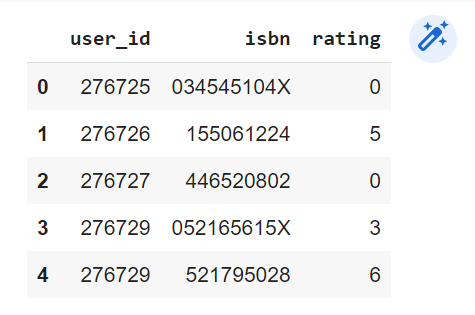 user_id isbn rating
0 276725 034545104X 0
1 276726 155061224 5
2 276727 446520802 0
3 276729 052165615X 3
4 276729 521795028 6